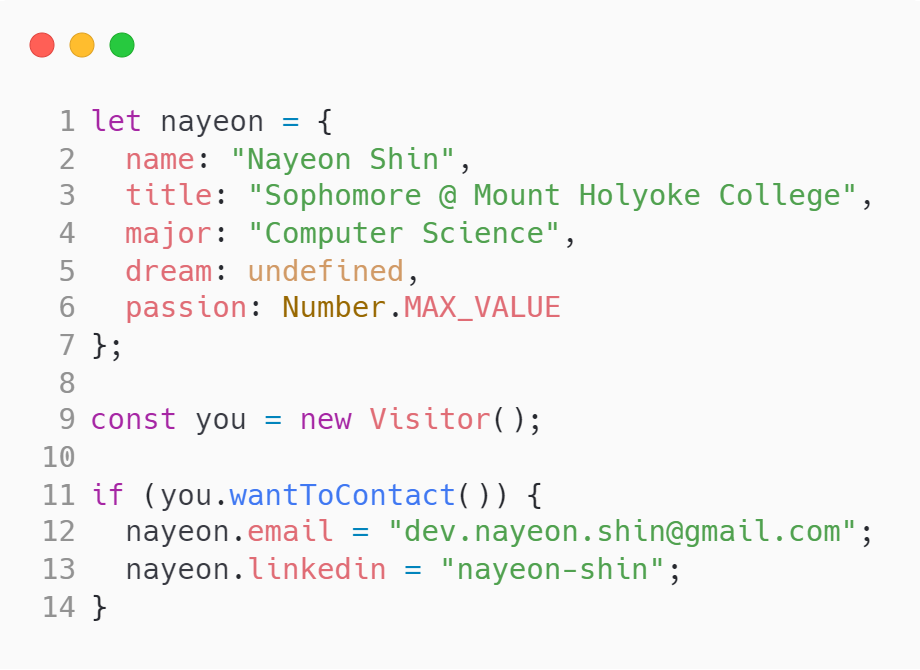 1 let nayeon = {
2   name: "Nayeon Shin",
3   title: "Sophomore @ Mount Holyoke College",
4   major: "Computer Science",
5   dream: undefined,
6   passion: Number.MAX_VALUE
7 };
8
9 const you = new Visitor();
10
11 if (you.wantToContact()) {
12   nayeon.email = "dev.nayeon.shin@gmail.com";
13   nayeon.linkedin = "nayeon-shin";
14 }